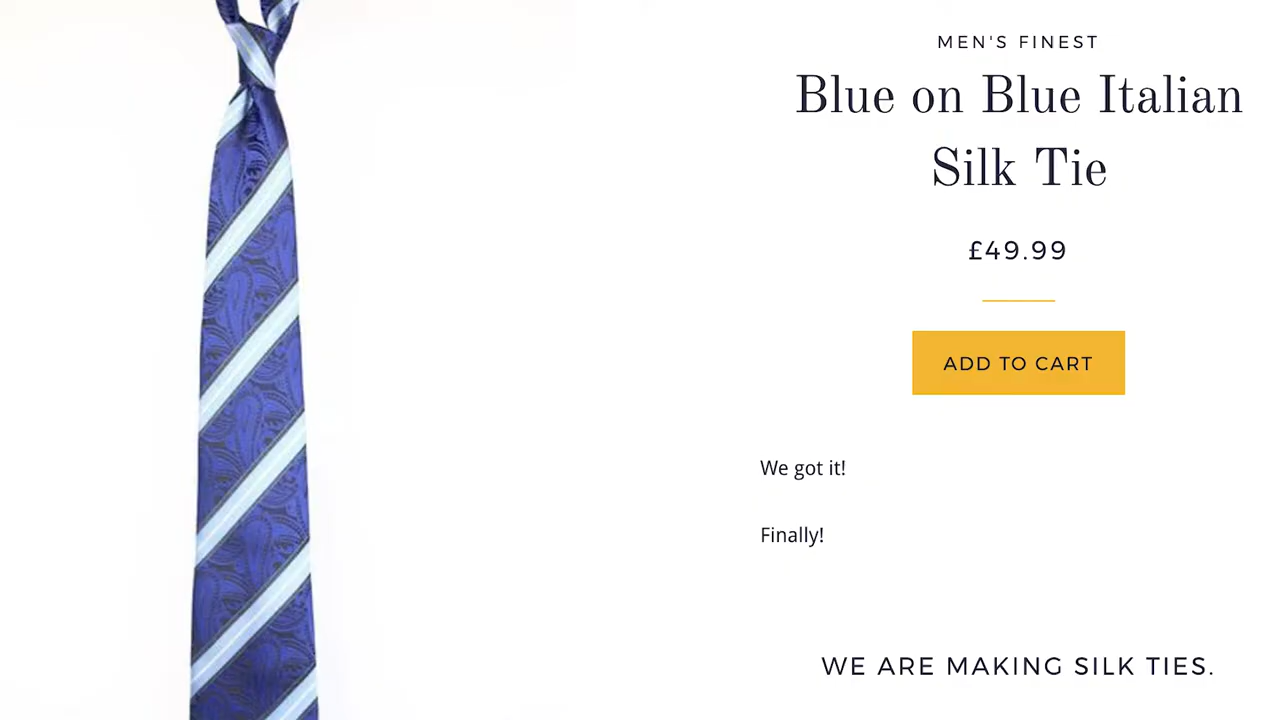 MEN'S FINEST
Blue on Blue Italian
Silk Tie
£49.99
ADD TO CART
We got it!
Finally!
WE ARE MAKING SILK TIES.